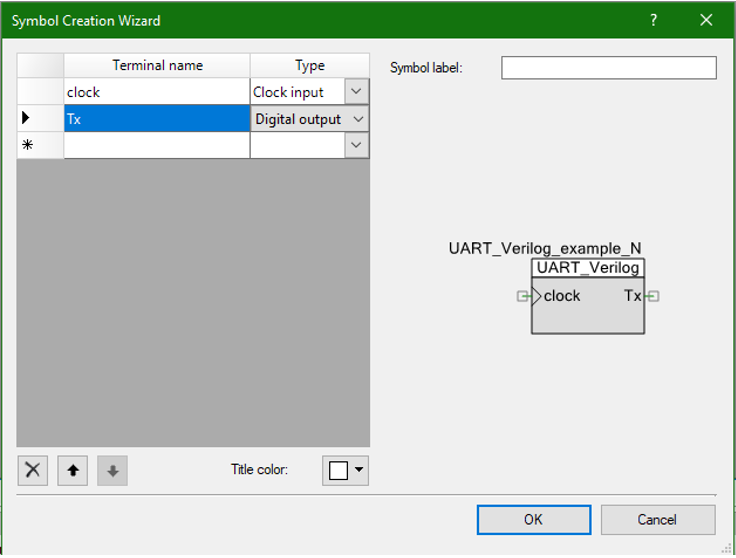 Symbol Creation Wizard ?
Terminal name Type
clock Clock input
Tx Digital output
*
Symbol label:
UART_Verilog_example_N
UART_Verilog
clock Tx
Title color:
OK Cancel